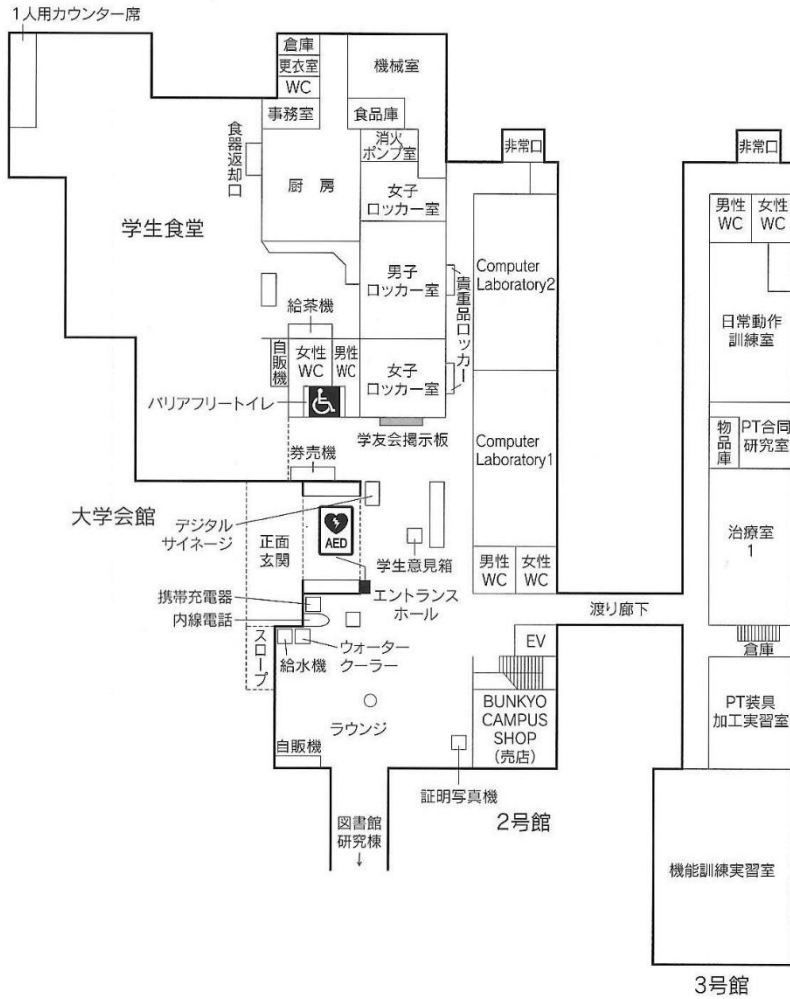 1人用カウンター席
倉庫
更衣室
WC
事務室
機械室
食品庫
消火
ポンプ室
食器返却口
厨 房
女子
ロッカー室
学生食堂
男子
ロッカー室
貴重品ロッカー
給茶機
自販機
女性
WC
男性
WC
女子
ロッカー室
バリアフリートイレ
学友会掲示板
券売機
大学会館
デジタル
サイネージ
正面
玄関
AED
学生意見箱
携帯充電器
内線電話
エントランス
ホール
スロープ
給水機
ウォーター
クーラー
ラウンジ
自販機
証明写真機
図書館
研究棟
↓
非常口
Computer
Laboratory2
Computer
Laboratory1
男性
WC
女性
WC
渡り廊下
EV
BUNKYO
CAMPUS
SHOP
(売店)
2号館
非常口
男性
WC
女性
WC
日常動作
訓練室
物品庫
PT合同
研究室
治療室
1
倉庫
PT装具
加工実習室
機能訓練実習室
3号館